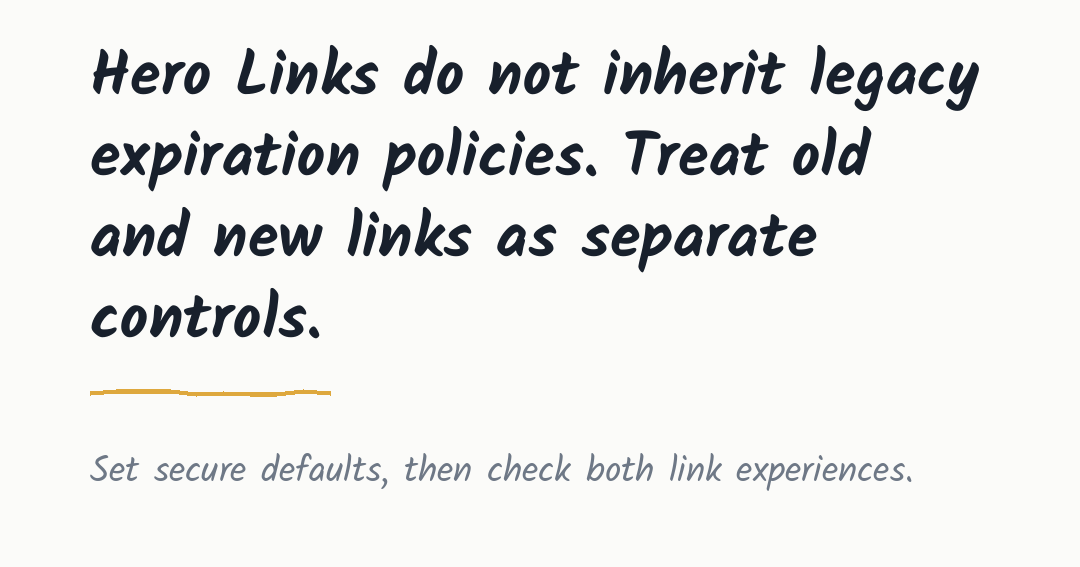 Hero Links do not inherit legacy
expiration policies. Treat old
and new links as separate
controls.
Set secure defaults, then check both link experiences.